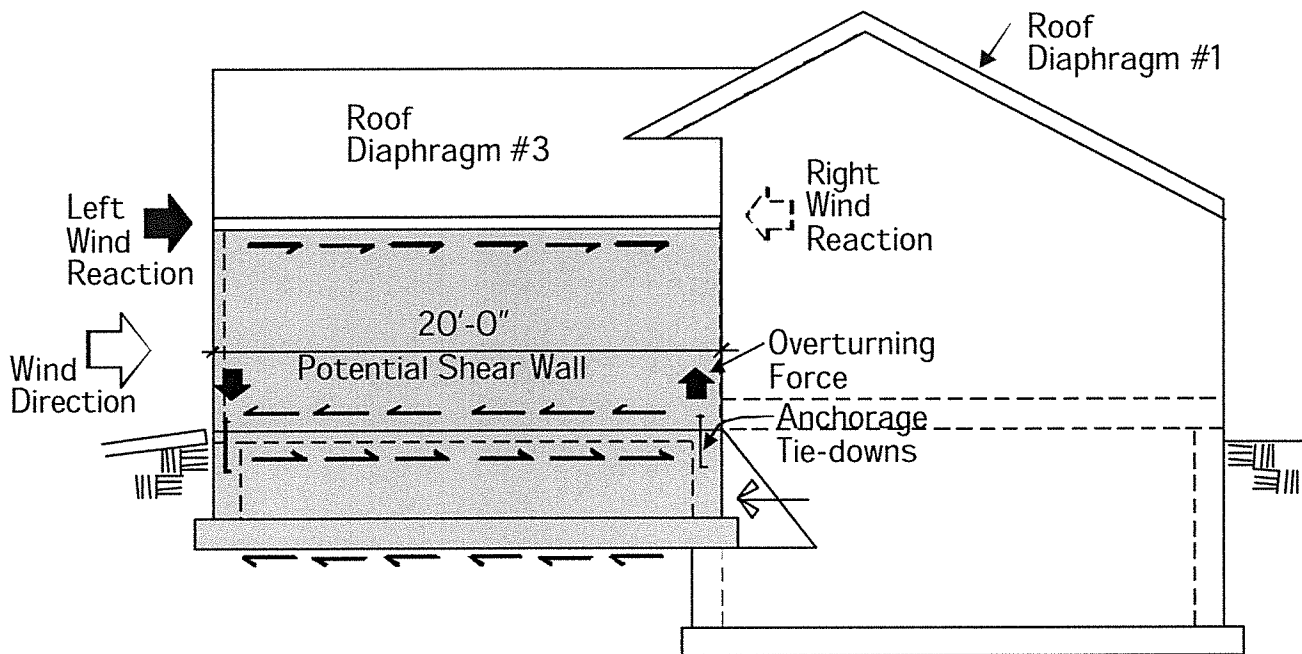 Roof
Diaphragm #1
Roof
Diaphragm #3
Left
Wind
Reaction
Right
Wind
Reaction
20'-0"
Potential Shear Wall
Wind
Direction
Overturning
Force
Anchorage
Tie-downs